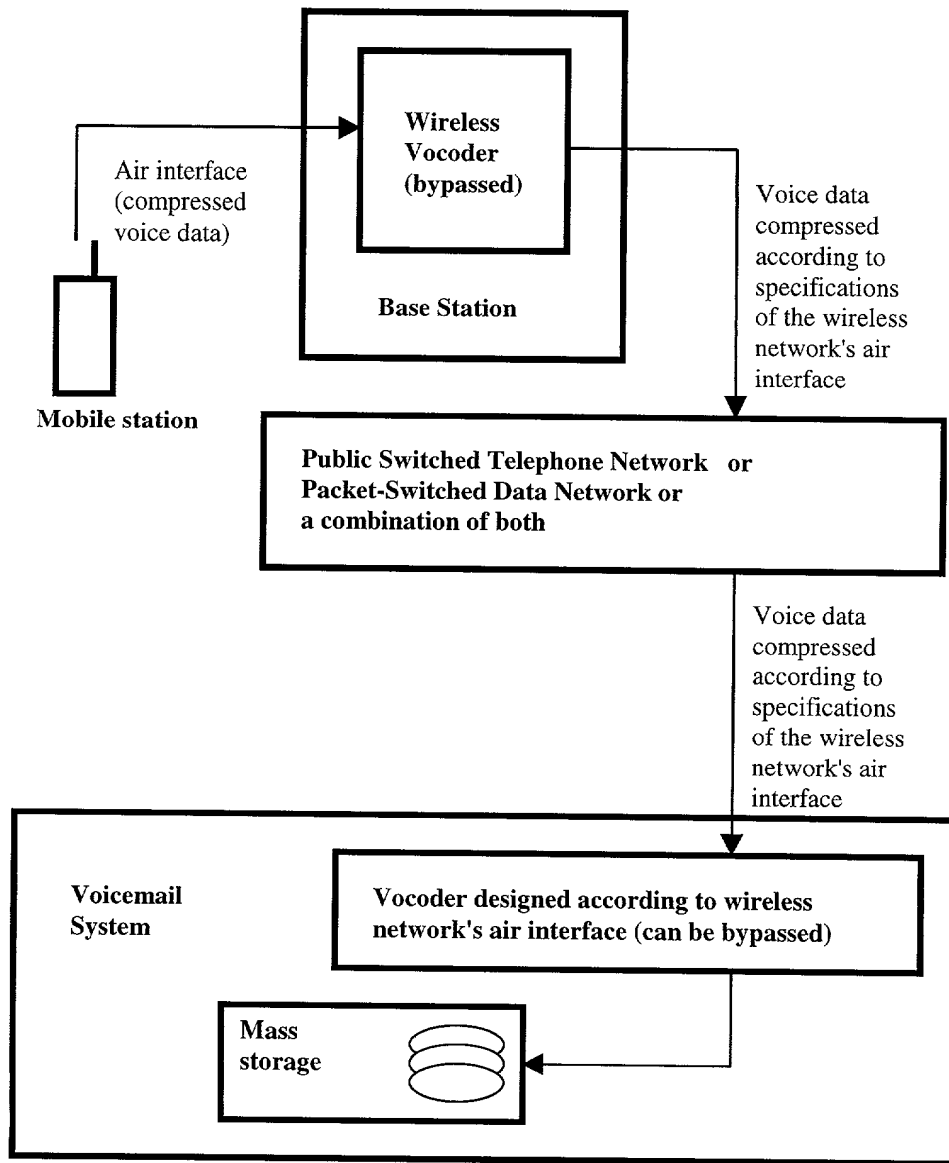 Wireless
Vocoder
(bypassed)
Air interface
(compressed
voice data)
Base Station
Mobile station
Voice data
compressed
according to
specifications
of the wireless
network's air
interface
Public Switched Telephone Network or
Packet-Switched Data Network or
a combination of both
Voice data
compressed
according to
specifications
of the wireless
network's air
interface
Voicemail
System
Vocoder designed according to wireless
network's air interface (can be bypassed)
Mass
storage